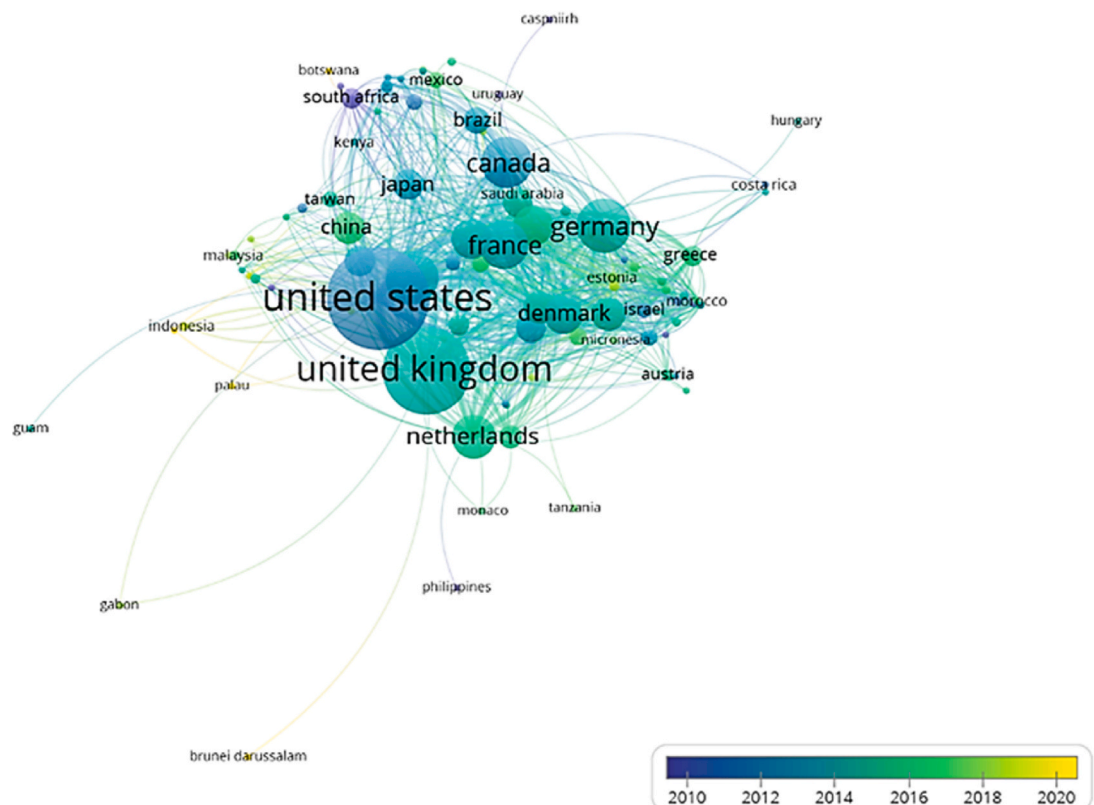 caspniirh
botswana
mexico
south africa
uruguay
brazil
hungary
kenya
canada
japan
costa rica
saudi arabia
taiwan
china
germany
france
malaysia
greece
estonia
united states
morocco
denmark
israel
indonesia
micronesia
united kingdom
austria
palau
guam
netherlands
monaco
tanzania
philippines
gabon
brunei darussalam
2010 2012 2014 2016 2018 2020